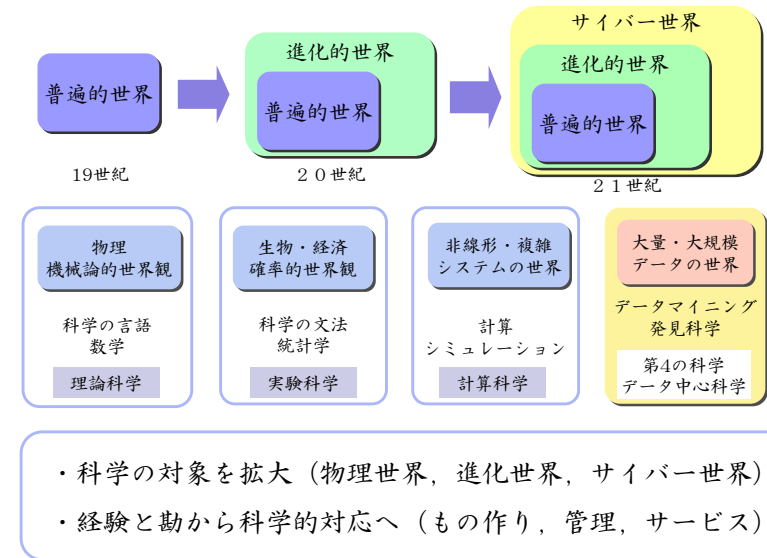 普遍的世界
進化的世界
普遍的世界
サイバー世界
進化的世界
普遍的世界
19世紀
２０世紀
２１世紀
物理
機械論的世界観
科学の言語
数学
理論科学
生物・経済
確率的世界観
科学の文法
統計学
実験科学
非線形・複雑
システムの世界
計算
シミュレーション
計算科学
大量・大規模
データの世界
データマイニング
発見科学
第4の科学
データ中心科学
・科学の対象を拡大（物理世界，進化世界，サイバー世界）
・経験と勘から科学的対応へ（もの作り，管理，サービス）